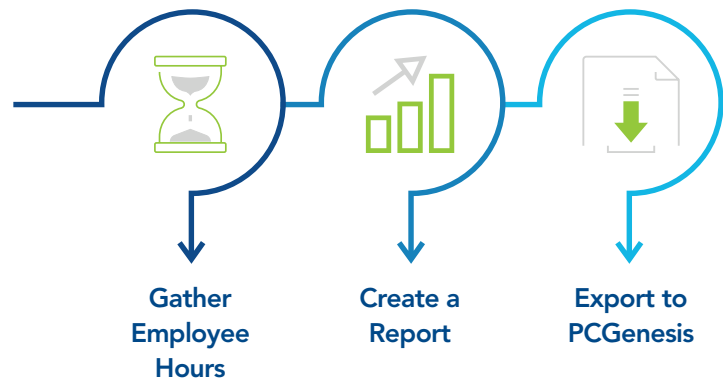 Gather
Employee
Hours
Create a
Report
Export to
PCGenesis